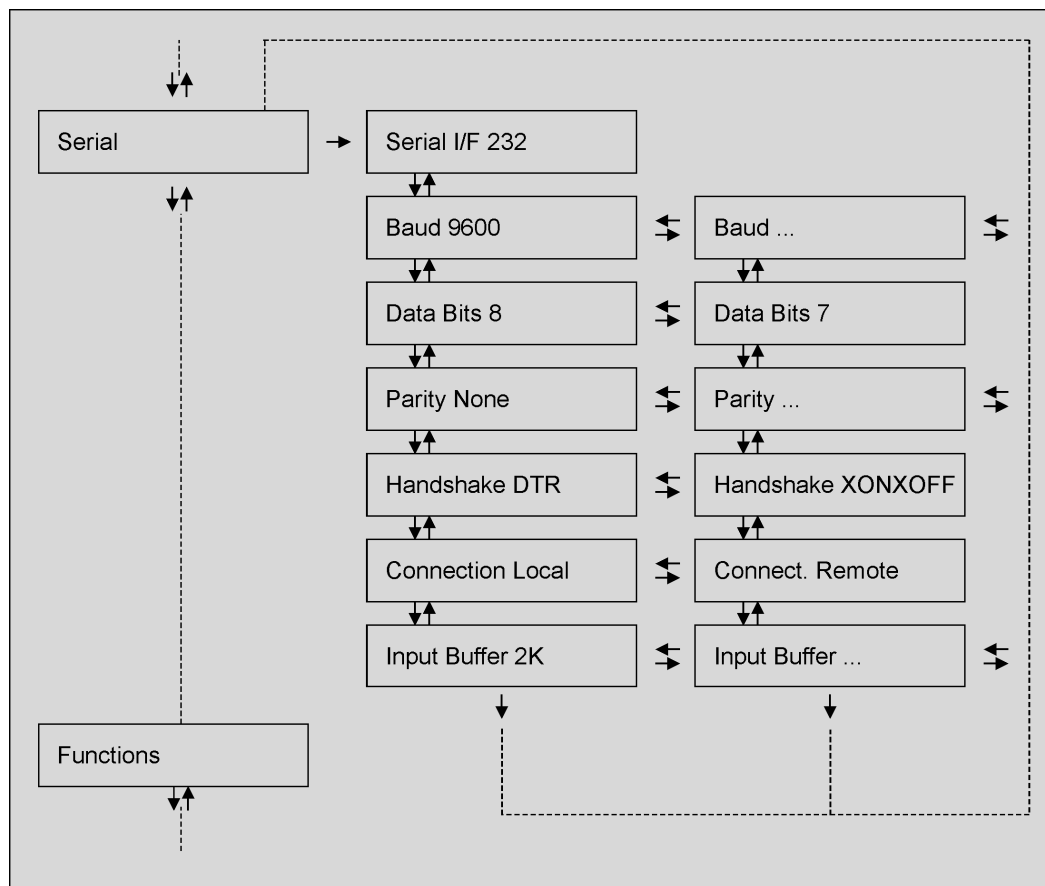 Serial
Serial I/F 232
Baud 9600
Baud ...
Data Bits 8
Data Bits 7
Parity None
Parity ...
Handshake DTR
Handshake XONXOFF
Connection Local
Connect. Remote
Input Buffer 2K
Input Buffer ...
Functions